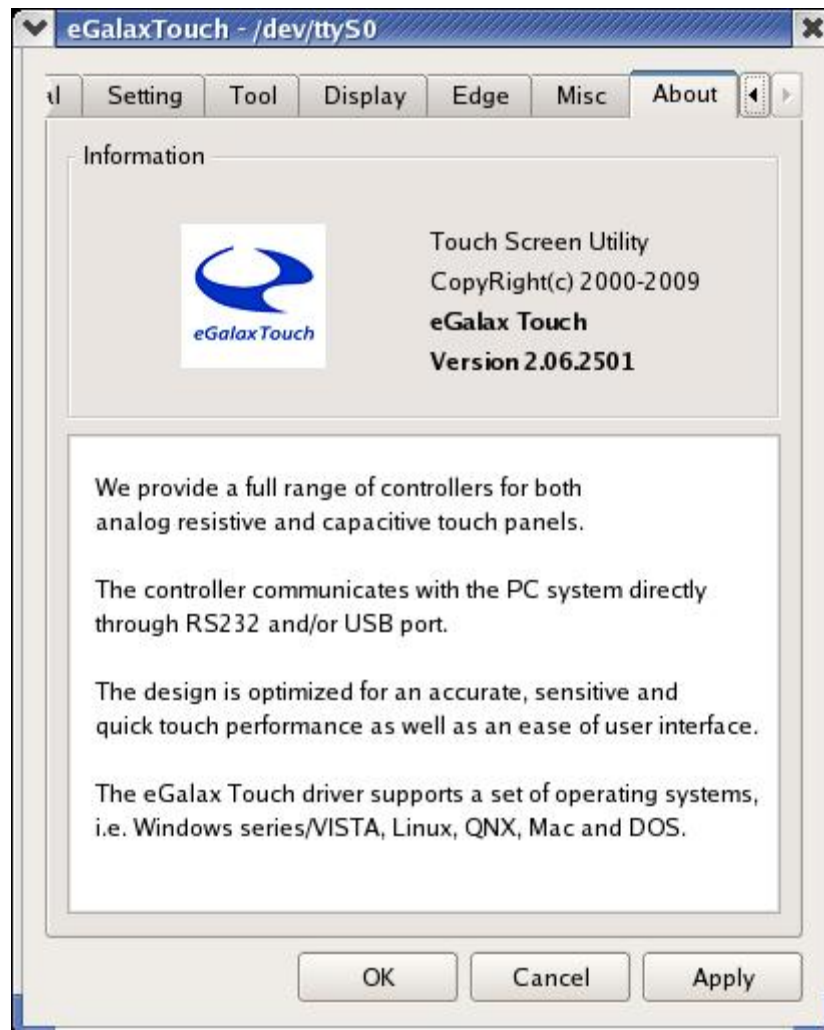 eGalaxTouch - /dev/ttyS0
Setting Tool Display Edge Misc About
Information
eGalaxTouch
Touch Screen Utility
CopyRight(c) 2000-2009
eGalax Touch
Version 2.06.2501
We provide a full range of controllers for both
analog resistive and capacitive touch panels.
The controller communicates with the PC system directly
through RS232 and/or USB port.
The design is optimized for an accurate, sensitive and
quick touch performance as well as an ease of user interface.
The eGalax Touch driver supports a set of operating systems,
i.e. Windows series/VISTA, Linux, QNX, Mac and DOS.
OK Cancel Apply